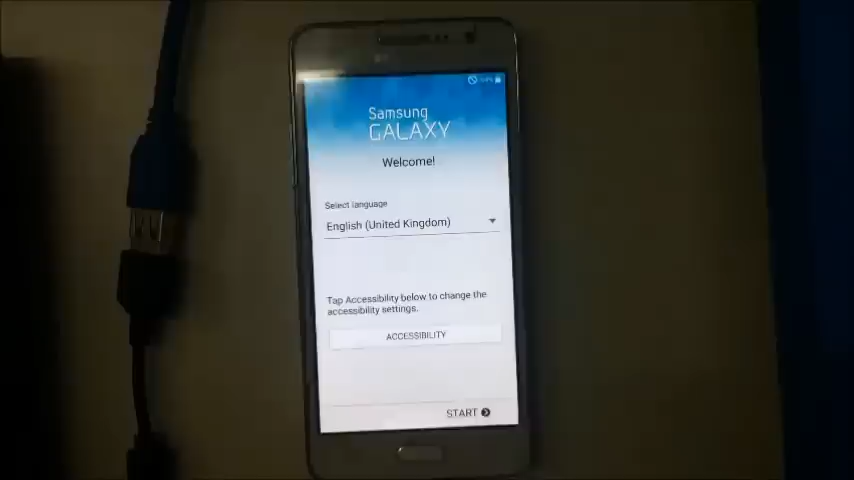 Samsung
GALAXY
Welcome!
Select language
English (United Kingdom)
Tap Accessibility below to change the
accessibility settings.
ACCESSIBILITY
START